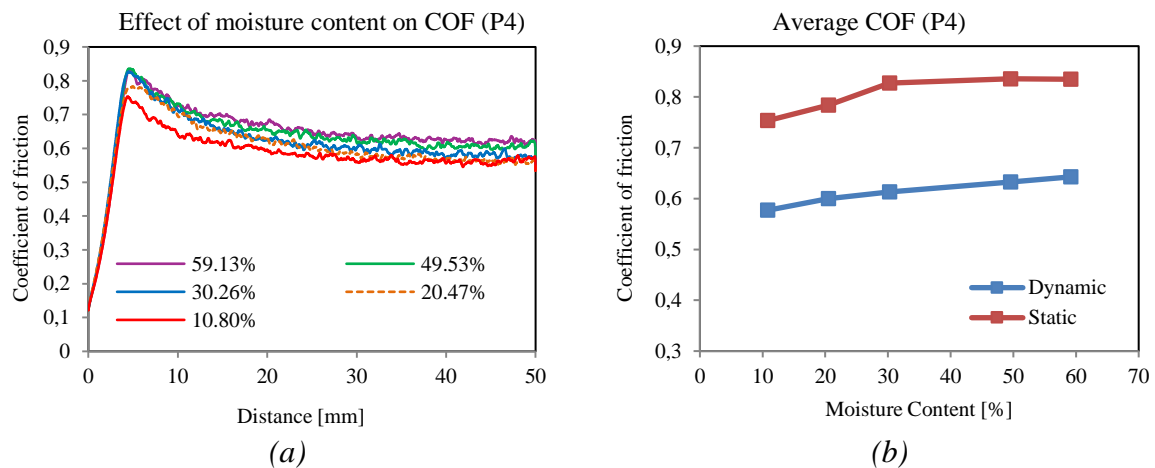 Effect of moisture content on COF (P4)
0,9
0,8
0,7
0,6
0,5
0,4
0,3
0,2
0,1
0
Coefficient of friction
59.13%
49.53%
30.26%
20.47%
10.80%
0 10 20 30 40 50
Distance [mm]
(a)
Average COF (P4)
0,9
0,8
0,7
0,6
0,5
0,4
0,3
Coefficient of friction
Dynamic
Static
0 10 20 30 40 50 60 70
Moisture Content [%]
(b)